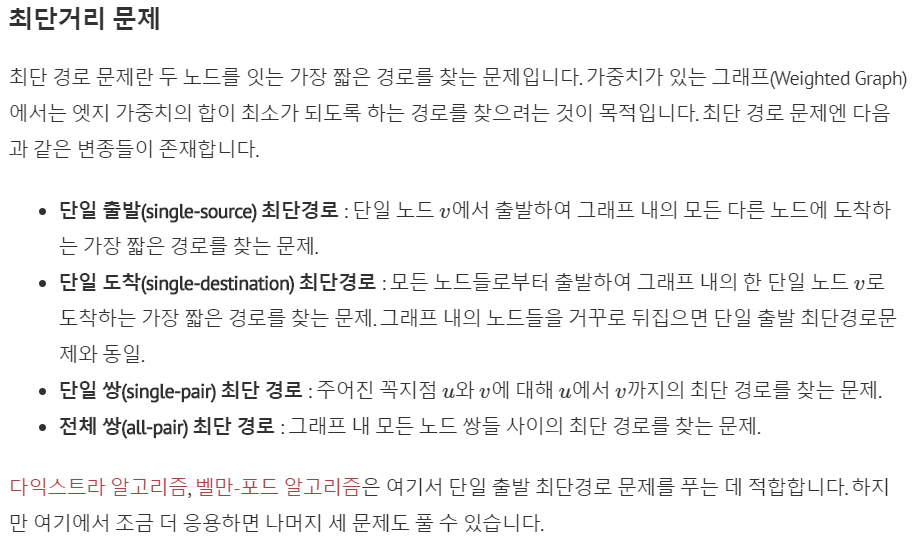 최단거리 문제
최단 경로 문제란 두 노드를 잇는 가장 짧은 경로를 찾는 문제입니다. 가중치가 있는 그래프(Weighted Graph)
에서는 엣지 가중치의 합이 최소가 되도록 하는 경로를 찾으려는 것이 목적입니다. 최단 경로 문제엔 다음
과 같은 변종들이 존재합니다.
• 단일 출발(single-source) 최단경로 : 단일 노드 v에서 출발하여 그래프 내의 모든 다른 노드에 도착하
는 가장 짧은 경로를 찾는 문제.
• 단일 도착(single-destination) 최단경로 : 모든 노드들로부터 출발하여 그래프 내의 한 단일 노드 v로
도착하는 가장 짧은 경로를 찾는 문제. 그래프 내의 노드들을 거꾸로 뒤집으면 단일 출발 최단경로문
제와 동일.
• 단일 쌍(single-pair) 최단 경로 : 주어진 꼭지점 u와 v에 대해 u에서 v까지의 최단 경로를 찾는 문제.
• 전체 쌍(all-pair) 최단 경로 : 그래프 내 모든 노드 쌍들 사이의 최단 경로를 찾는 문제.
다익스트라 알고리즘, 벨만-포드 알고리즘은 여기서 단일 출발 최단경로 문제를 푸는 데 적합합니다. 하지
만 여기에서 조금 더 응용하면 나머지 세 문제도 풀 수 있습니다.